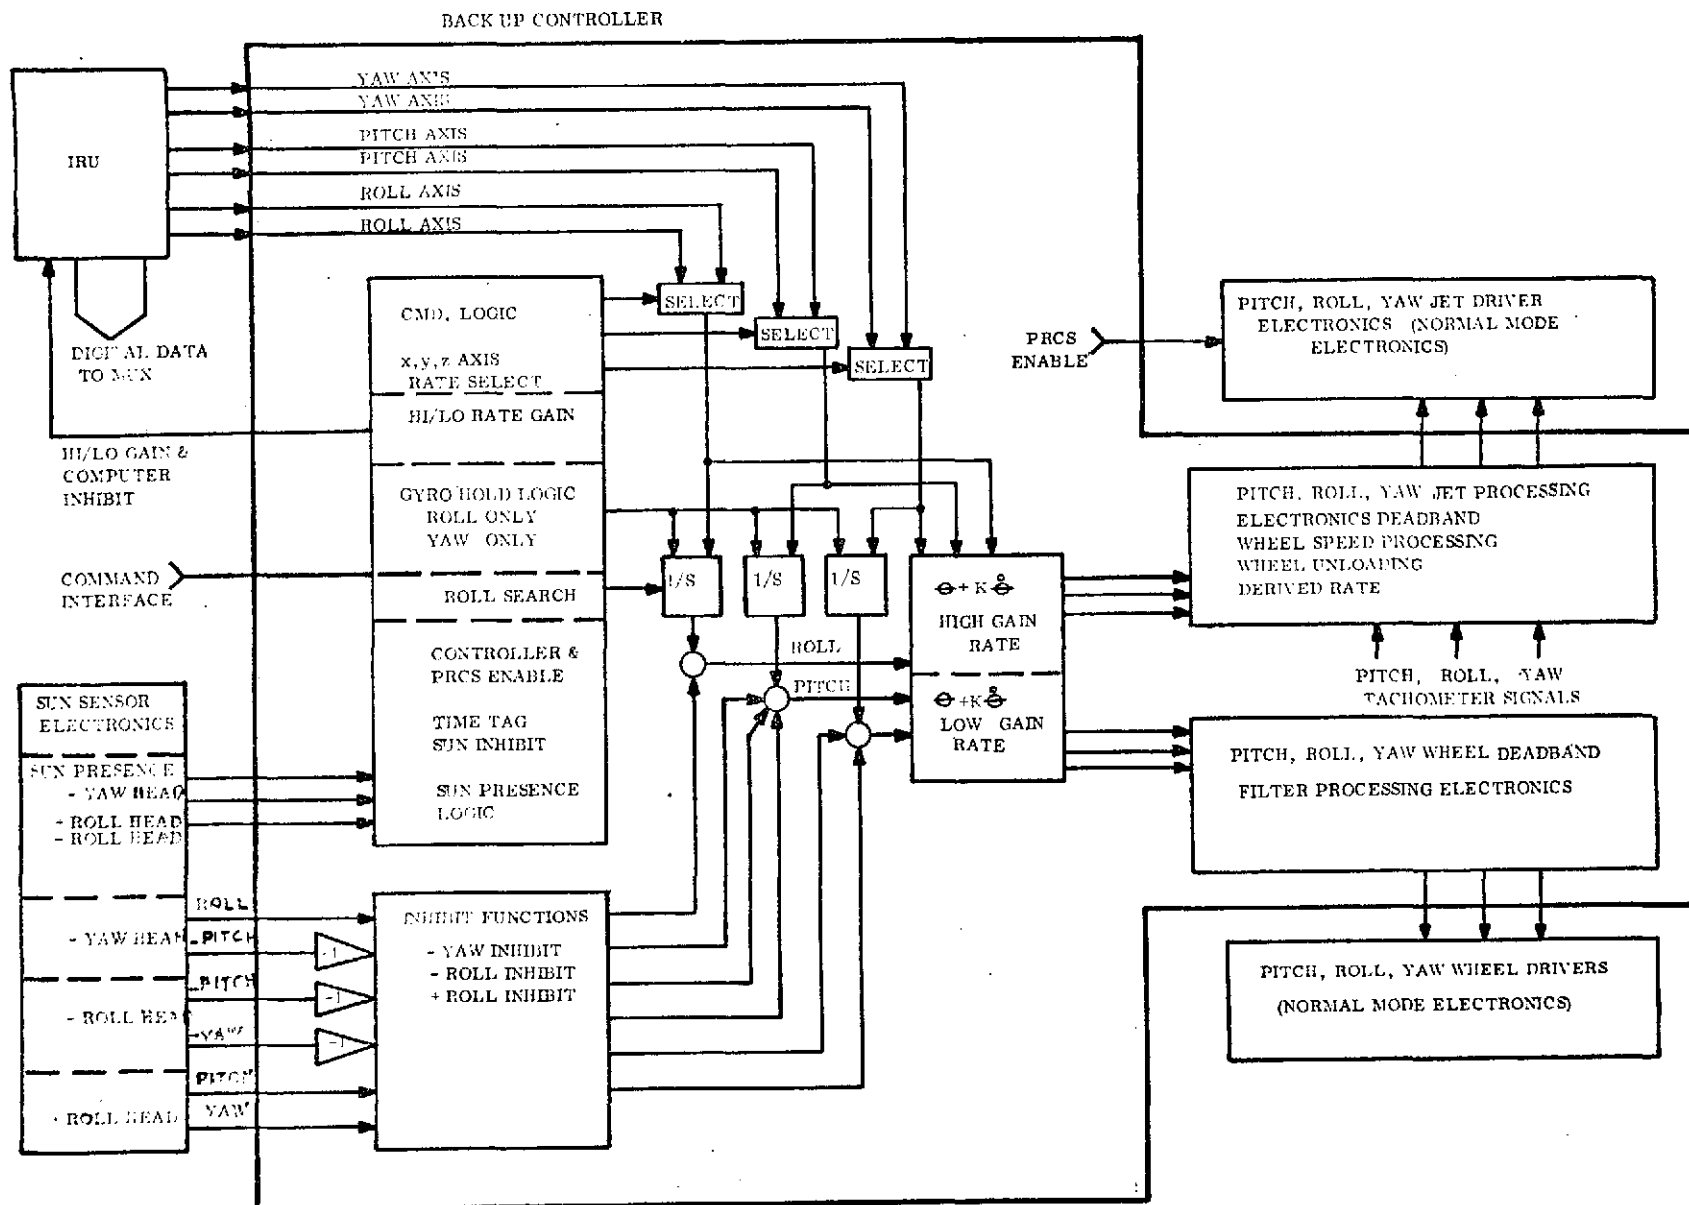 BACK UP CONTROLLER
YAW AXIS
YAW AXIS
PITCH AXIS
PITCH AXIS
ROLL AXIS
ROLL AXIS
IRU
DIGITAL DATA
TO MUX
HI/LO GAIN &
COMPUTER
INHIBIT
COMMAND
INTERFACE
CMD, LOGIC
x,y,z AXIS
RATE SELECT
HI/LO RATE GAIN
GYRO HOLD LOGIC
ROLL ONLY
YAW ONLY
ROLL SEARCH
CONTROLLER &
PRCS ENABLE
TIME TAG
SUN INHIBIT
SUN PRESENCE
LOGIC
SELECT
SELECT
SELECT
1/S
1/S
1/S
ROLL
PITCH
Θ + K Θ̊
HIGH GAIN
RATE
Θ + K Θ̊
LOW GAIN
RATE
PRCS
ENABLE
PITCH, ROLL, YAW JET DRIVER
ELECTRONICS (NORMAL MODE
ELECTRONICS)
PITCH, ROLL, YAW JET PROCESSING
ELECTRONICS DEADBAND
WHEEL SPEED PROCESSING
WHEEL UNLOADING
DERIVED RATE
PITCH, ROLL, YAW
TACHOMETER SIGNALS
PITCH, ROLL, YAW WHEEL DEADBAND
FILTER PROCESSING ELECTRONICS
PITCH, ROLL, YAW WHEEL DRIVERS
(NORMAL MODE ELECTRONICS)
SUN SENSOR
ELECTRONICS
SUN PRESENCE
- YAW HEAD
+ ROLL HEAD
- ROLL HEAD
- YAW HEAD
- ROLL HEAD
+ ROLL HEAD
ROLL
-PITCH
-PITCH
-YAW
PITCH
YAW
-1
-1
-1
INHIBIT FUNCTIONS
- YAW INHIBIT
- ROLL INHIBIT
+ ROLL INHIBIT